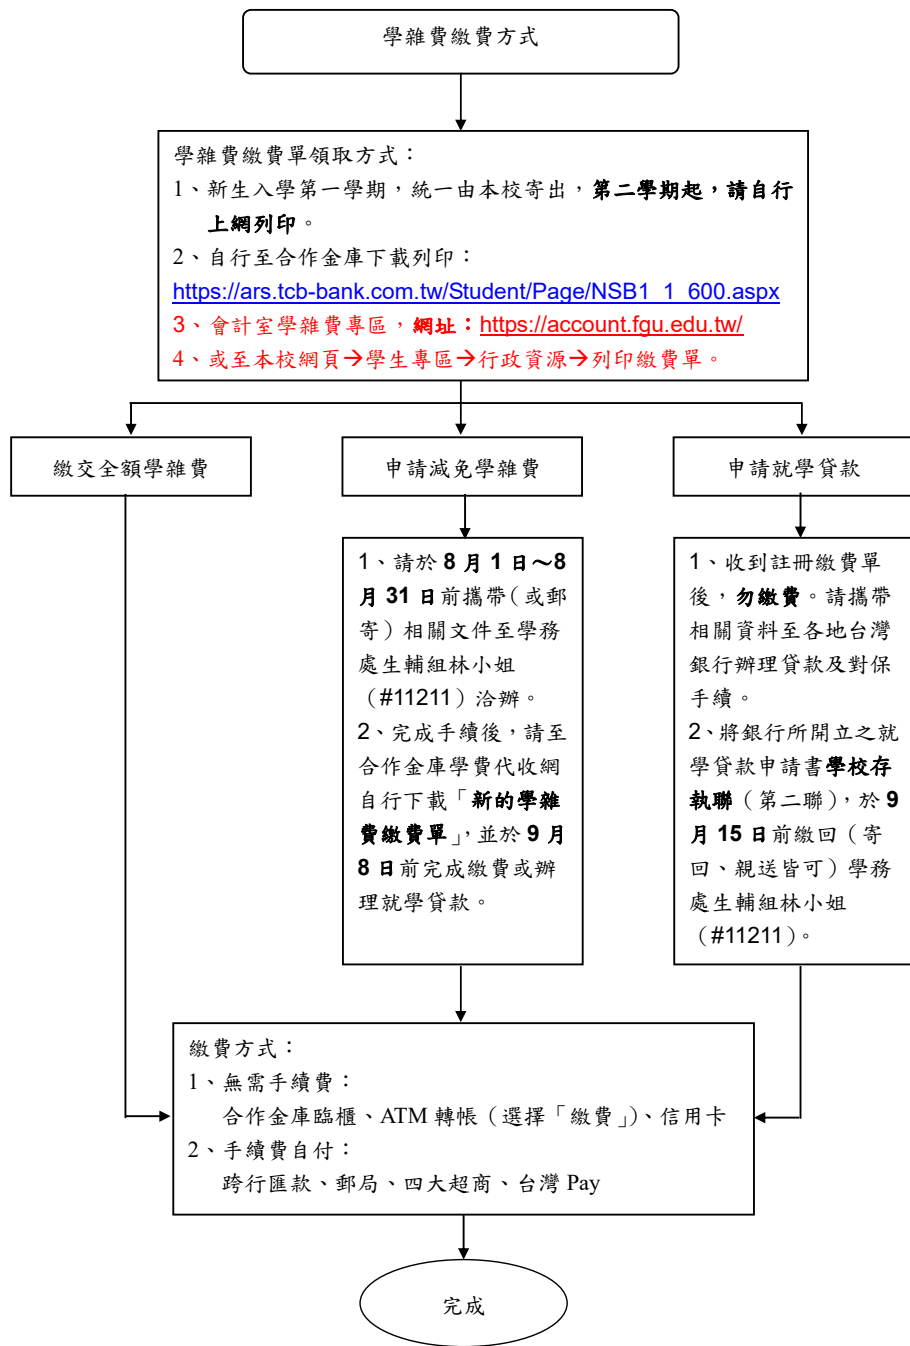 學雜費繳費方式
學雜費繳費單領取方式：
1、新生入學第一學期，統一由本校寄出，第二學期起，請自行
上網列印。
2、自行至合作金庫下載列印：
https://ars.tcb-bank.com.tw/Student/Page/NSB1_1_600.aspx
3、會計室學雜費專區，網址：https://account.fgu.edu.tw/
4、或至本校網頁→學生專區→行政資源→列印繳費單。
繳交全額學雜費
申請減免學雜費
申請就學貸款
1、請於 8 月 1 日～8
月 31 日前攜帶（或郵
寄）相關文件至學務
處生輔組林小姐
（#11211）洽辦。
2、完成手續後，請至
合作金庫學費代收網
自行下載「新的學雜
費繳費單」，並於 9 月
8 日前完成繳費或辦
理就學貸款。
1、收到註冊繳費單
後，勿繳費。請攜帶
相關資料至各地台灣
銀行辦理貸款及對保
手續。
2、將銀行所開立之就
學貸款申請書學校存
執聯（第二聯），於 9
月 15 日前繳回（寄
回、親送皆可）學務
處生輔組林小姐
（#11211）。
繳費方式：
1、無需手續費：
合作金庫臨櫃、ATM 轉帳（選擇「繳費」）、信用卡
2、手續費自付：
跨行匯款、郵局、四大超商、台灣 Pay
完成